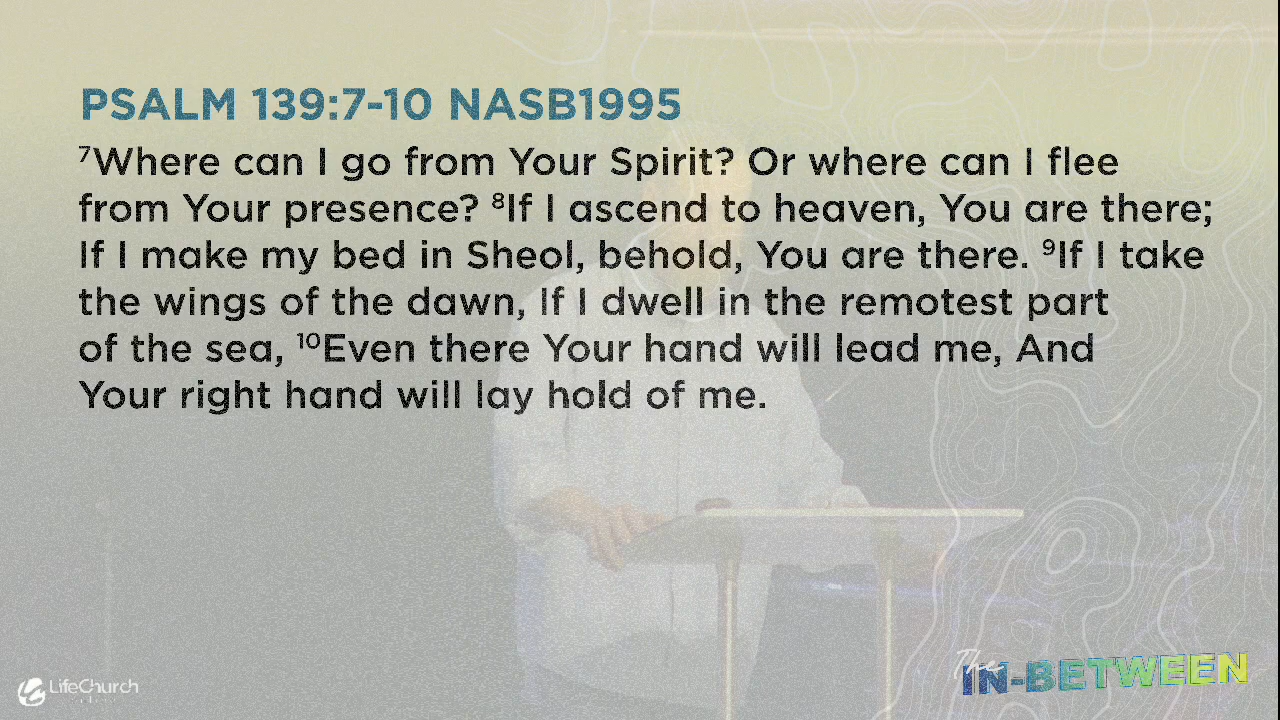 PSALM 139:7-10 NASB1995
⁷Where can I go from Your Spirit? Or where can I flee
from Your presence? ⁸If I ascend to heaven, You are there;
If I make my bed in Sheol, behold, You are there. ⁹If I take
the wings of the dawn, If I dwell in the remotest part
of the sea, ¹⁰Even there Your hand will lead me, And
Your right hand will lay hold of me.
The
IN-BETWEEN
LifeChurch